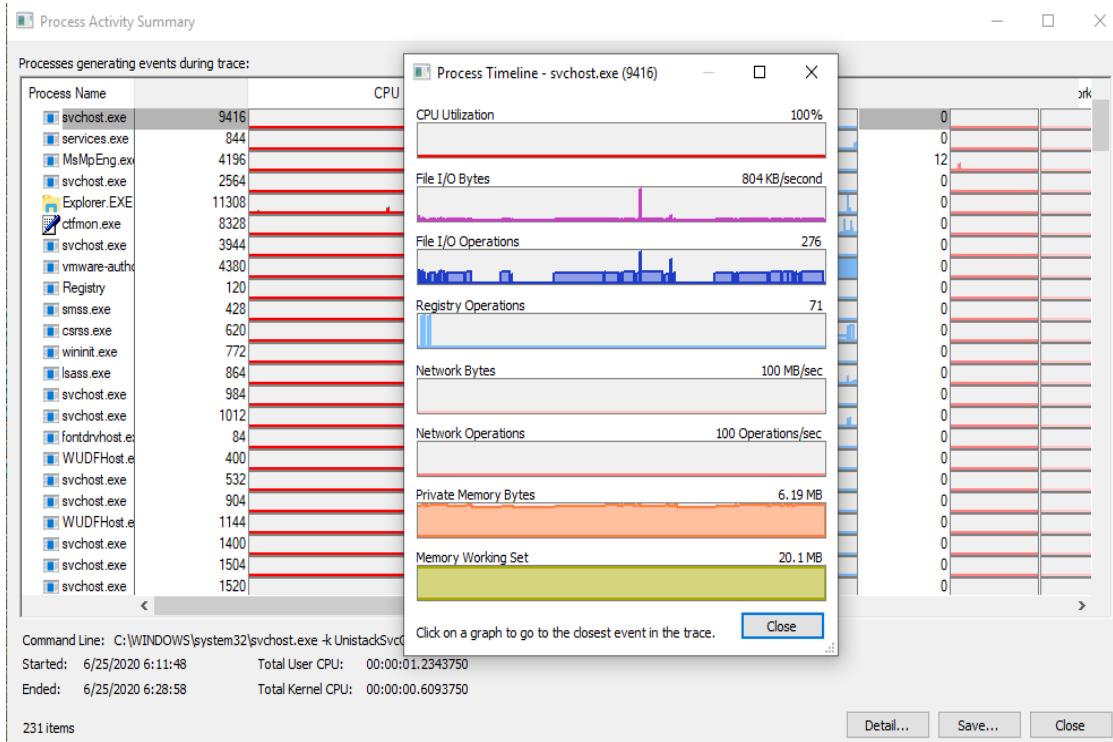 Process Activity Summary
Processes generating events during trace:
Process Name CPU ork
svchost.exe 9416 0
services.exe 844 0
MsMpEng.exe 4196 12
svchost.exe 2564 0
Explorer.EXE 11308 0
ctfmon.exe 8328 0
svchost.exe 3944 0
vmware-autho 4380 0
Registry 120 0
smss.exe 428 0
csrss.exe 620 0
wininit.exe 772 0
lsass.exe 864 0
svchost.exe 984 0
svchost.exe 1012 0
fontdrvhost.ex 84 0
WUDFHost.e 400 0
svchost.exe 532 0
svchost.exe 904 0
WUDFHost.e 1144 0
svchost.exe 1400 0
svchost.exe 1504 0
svchost.exe 1520 0
Process Timeline - svchost.exe (9416)
CPU Utilization 100%
File I/O Bytes 804 KB/second
File I/O Operations 276
Registry Operations 71
Network Bytes 100 MB/sec
Network Operations 100 Operations/sec
Private Memory Bytes 6.19 MB
Memory Working Set 20.1 MB
Click on a graph to go to the closest event in the trace. Close
Command Line: C:\WINDOWS\system32\svchost.exe -k UnistackSvcG
Started: 6/25/2020 6:11:48 Total User CPU: 00:00:01.2343750
Ended: 6/25/2020 6:28:58 Total Kernel CPU: 00:00:00.6093750
231 items Detail... Save... Close